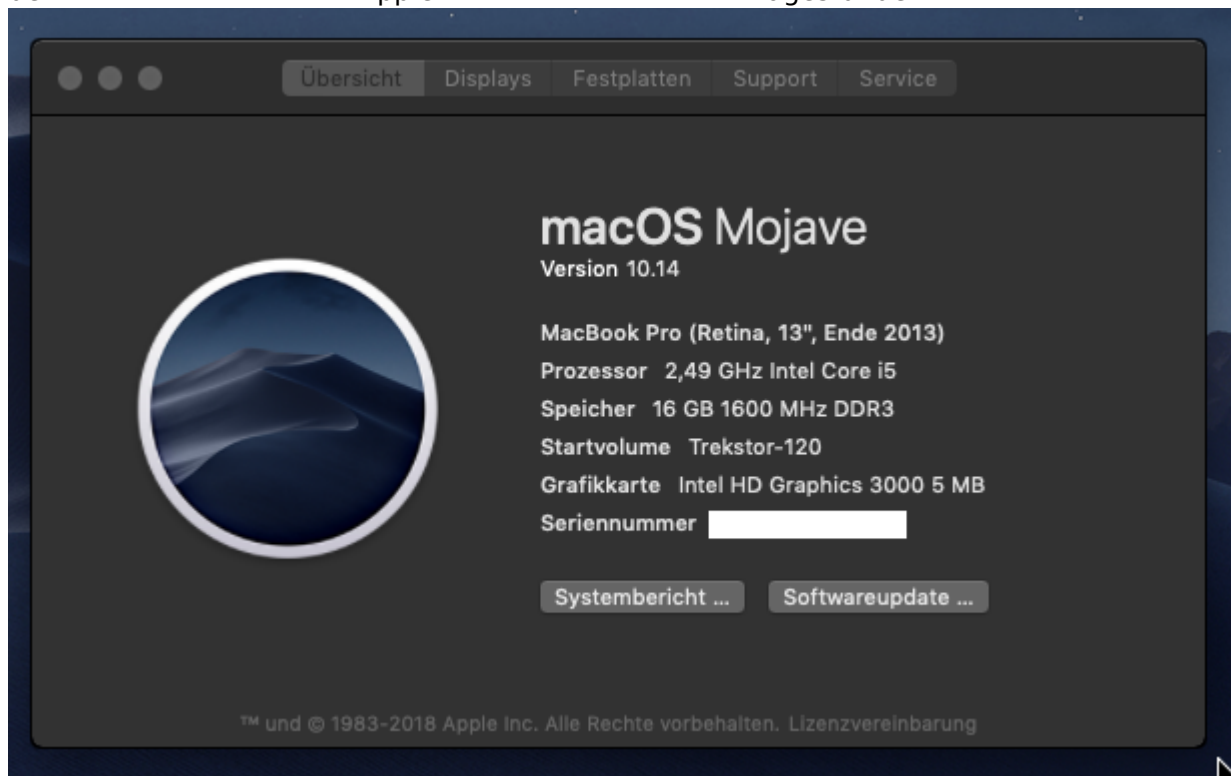 Übersicht Displays Festplatten Support Service
macOS Mojave
Version 10.14
MacBook Pro (Retina, 13", Ende 2013)
Prozessor 2,49 GHz Intel Core i5
Speicher 16 GB 1600 MHz DDR3
Startvolume Trekstor-120
Grafikkarte Intel HD Graphics 3000 5 MB
Seriennummer
Systembericht ... Softwareupdate ...
™ und © 1983-2018 Apple Inc. Alle Rechte vorbehalten. Lizenzvereinbarung